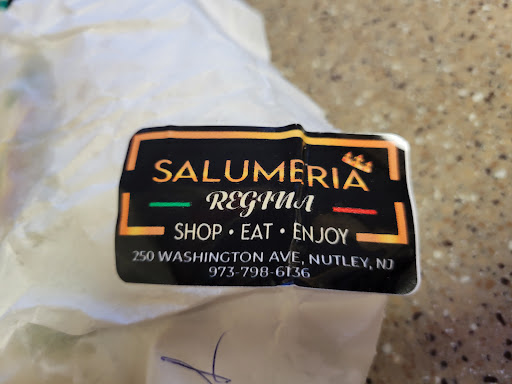 SALUMERIA
REGINA
SHOP • EAT • ENJOY
250 WASHINGTON AVE, NUTLEY, NJ
973-798-6136